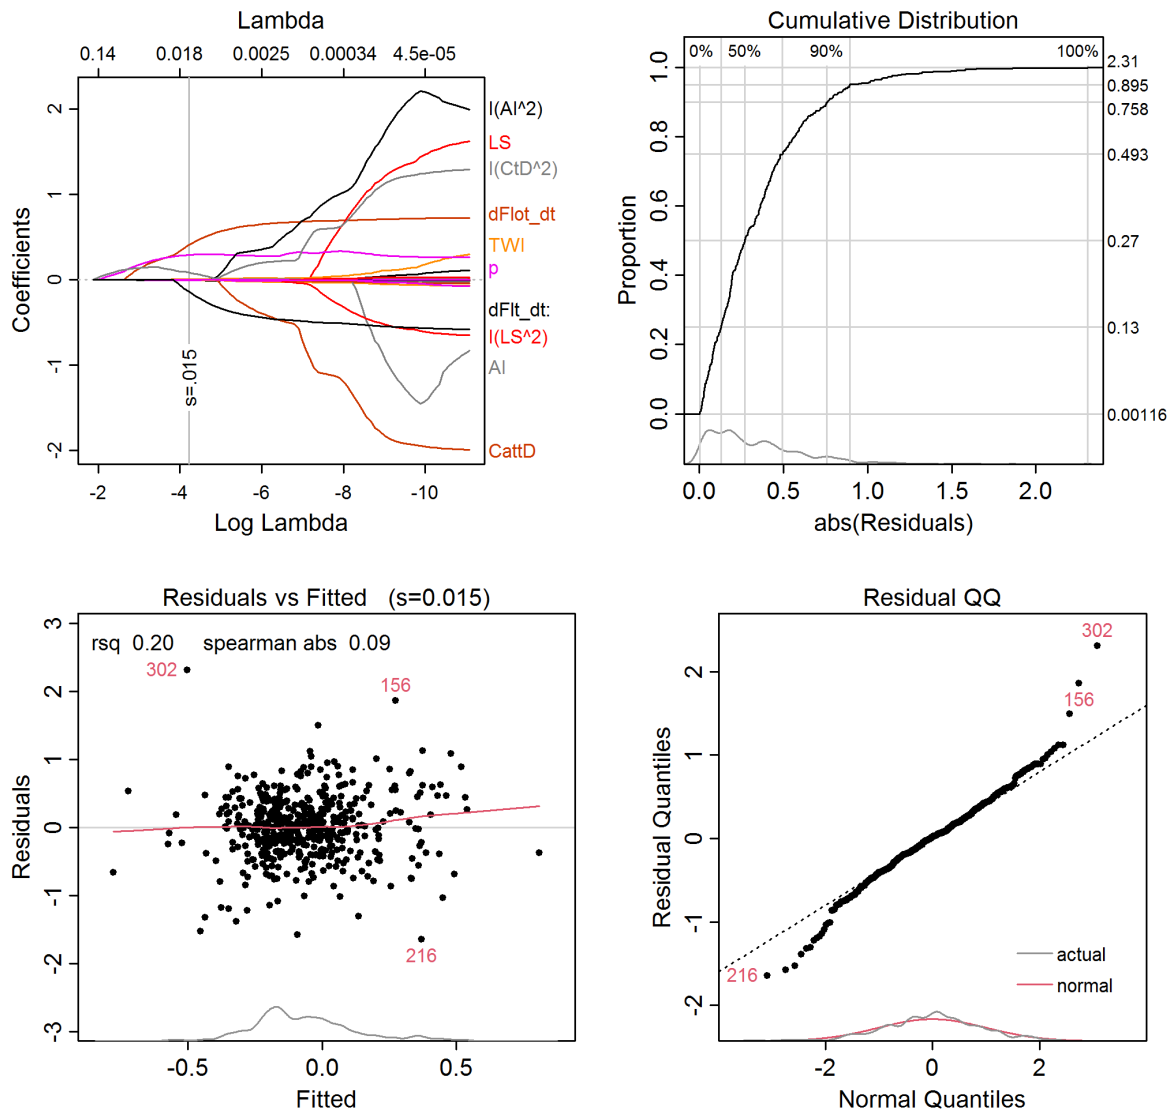 Lambda
0.14 0.018 0.0025 0.00034 4.5e-05
2
1
0
-1
-2
Coefficients
I(AI^2)
LS
I(CtD^2)
dFlot_dt
TWI
p
dFlt_dt:
I(LS^2)
AI
CattD
s=.015
-2 -4 -6 -8 -10
Log Lambda
Cumulative Distribution
0% 50% 90% 100%
1.0
0.8
0.6
0.4
0.2
0.0
Proportion
2.31
0.895
0.758
0.493
0.27
0.13
0.00116
0.0 0.5 1.0 1.5 2.0
abs(Residuals)
Residuals vs Fitted (s=0.015)
rsq 0.20 spearman abs 0.09
302
156
216
3
2
1
0
-1
-2
-3
Residuals
-0.5 0.0 0.5
Fitted
Residual QQ
302
156
216
actual
normal
2
1
0
-1
-2
Residual Quantiles
-2 0 2
Normal Quantiles